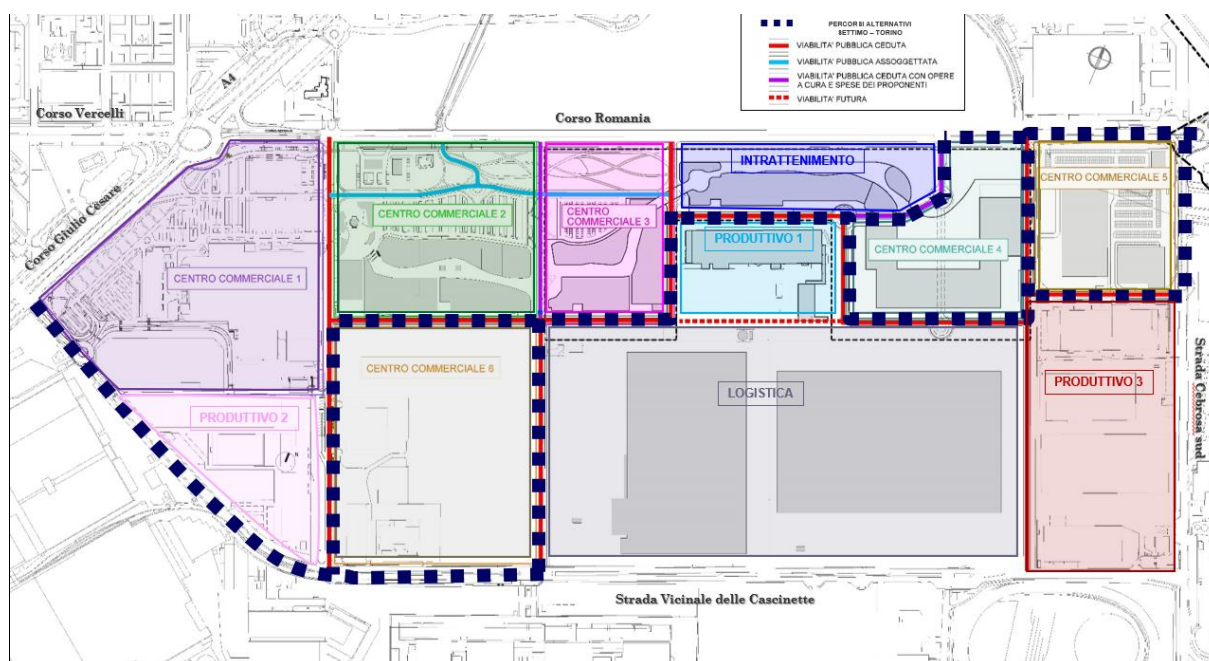 PERCORSI ALTERNATIVI
SETTIMO – TORINO
VIABILITA' PUBBLICA CEDUTA
VIABILITA' PUBBLICA ASSOGGETTATA
VIABILITA' PUBBLICA CEDUTA CON OPERE
A CURA E SPESE DEI PROPONENTI
VIABILITA' FUTURA
A4
Corso Vercelli
Corso Romania
Corso Giulio Cesare
INTRATTENIMENTO
CENTRO COMMERCIALE 5
CENTRO COMMERCIALE 2
CENTRO
COMMERCIALE 3
PRODUTTIVO 1
CENTRO COMMERCIALE 4
CENTRO COMMERCIALE 1
CENTRO COMMERCIALE 6
LOGISTICA
PRODUTTIVO 3
PRODUTTIVO 2
Strada Cebrosa sud
N
Strada Vicinale delle Cascinette